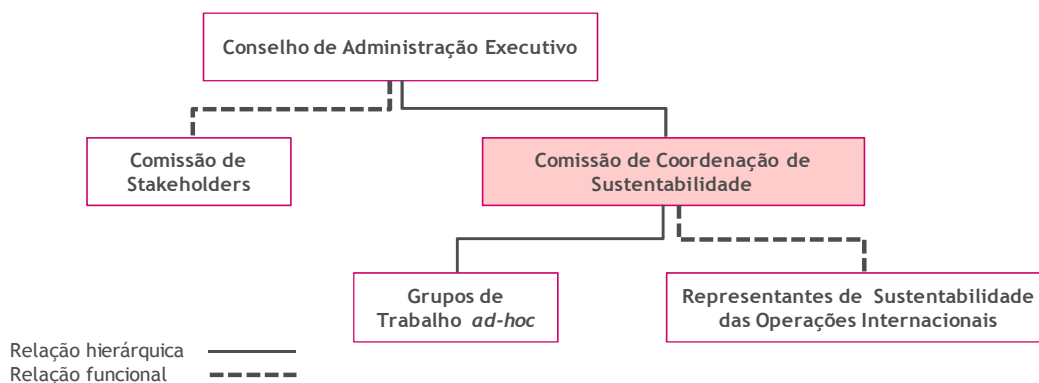 Conselho de Administração Executivo
Comissão de
Stakeholders
Comissão de Coordenação de
Sustentabilidade
Grupos de
Trabalho ad-hoc
Representantes de Sustentabilidade
das Operações Internacionais
Relação hierárquica
Relação funcional